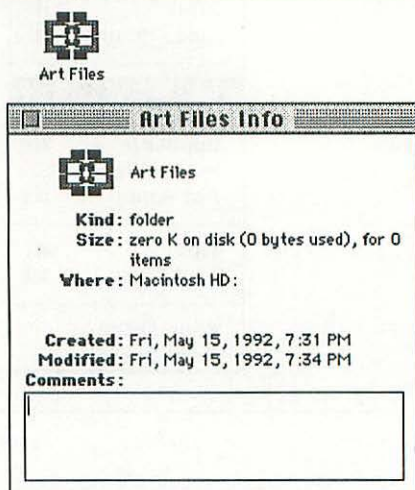 Art Files
Art Files Info
Art Files
Kind: folder
Size: zero K on disk (0 bytes used), for 0
items
Where: Macintosh HD:
Created: Fri, May 15, 1992, 7:31 PM
Modified: Fri, May 15, 1992, 7:34 PM
Comments: